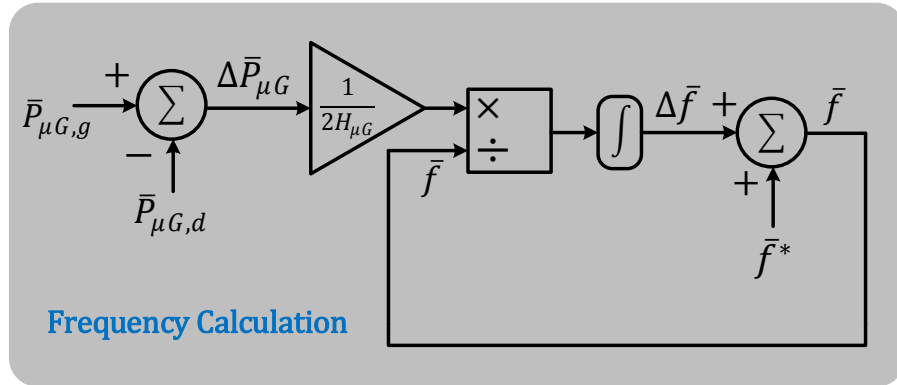 + ΔP̄_{μG} 1 Δf̄ + f̄
P̄_{μG,g} ∑ 2H_{μG} × ∫ ∑
− ÷
f̄ +
P̄_{μG,d}
f̄*
Frequency Calculation